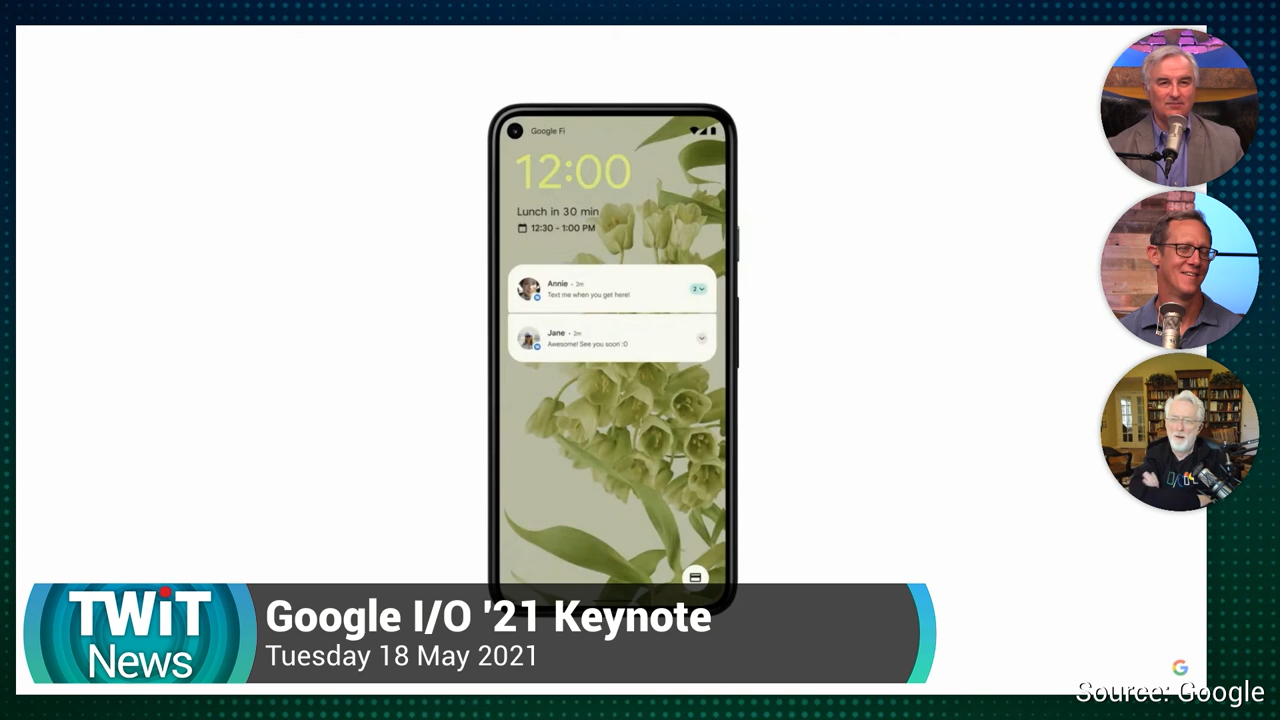 Google Fi
12:00
Lunch in 30 min
12:30 - 1:00 PM
Annie • 2m
2
Text me when you get here!
Jane • 2m
Awesome! See you soon :D
TWiT
News
Google I/O '21 Keynote
Tuesday 18 May 2021
G
Source: Google